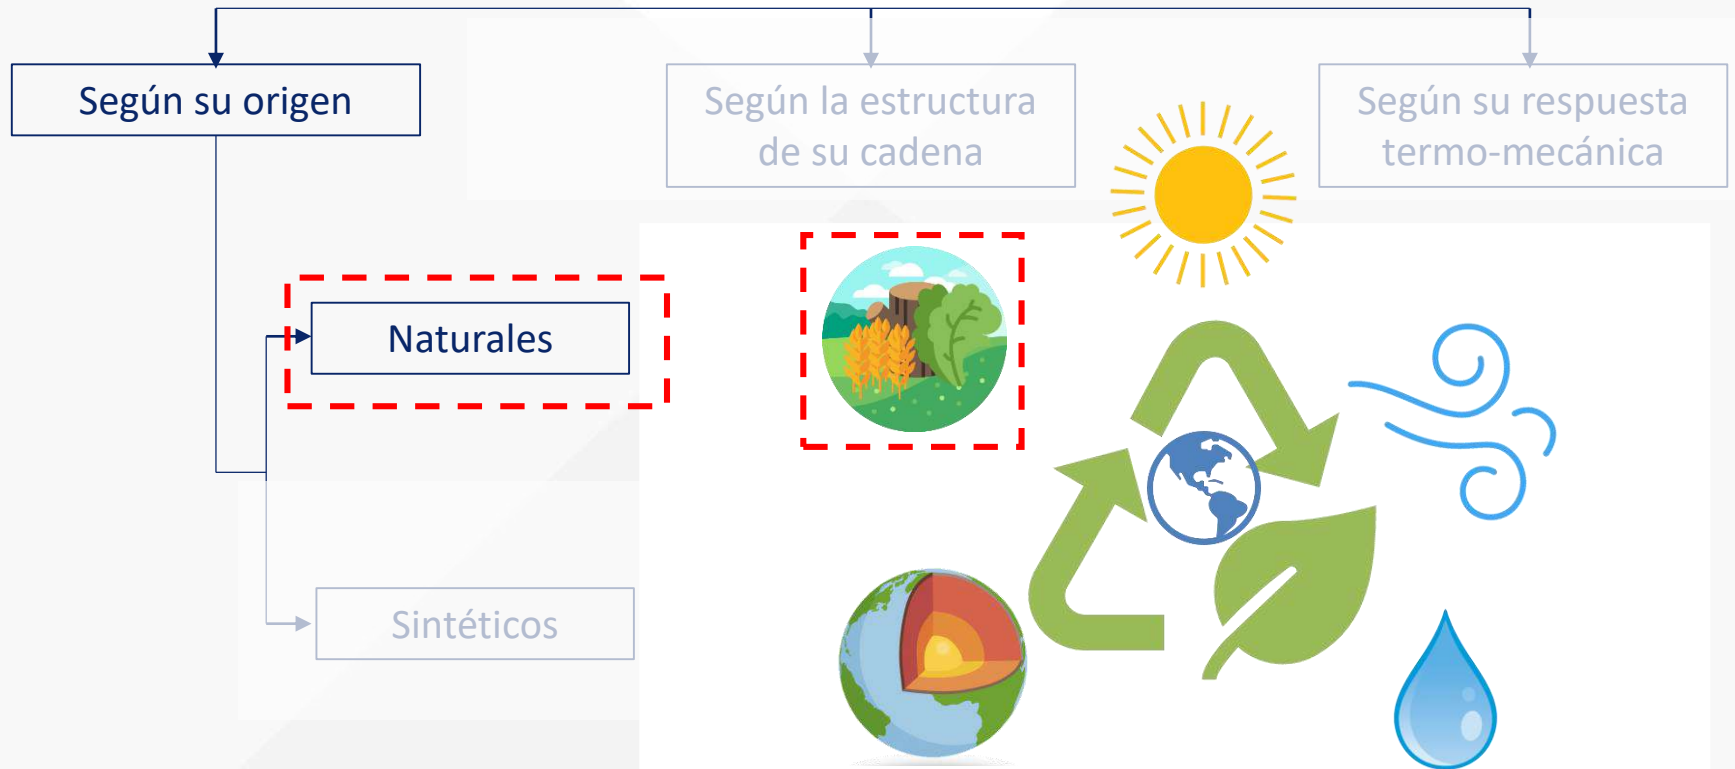 Según su origen
Según la estructura
de su cadena
Según su respuesta
termo-mecánica
Naturales
Sintéticos